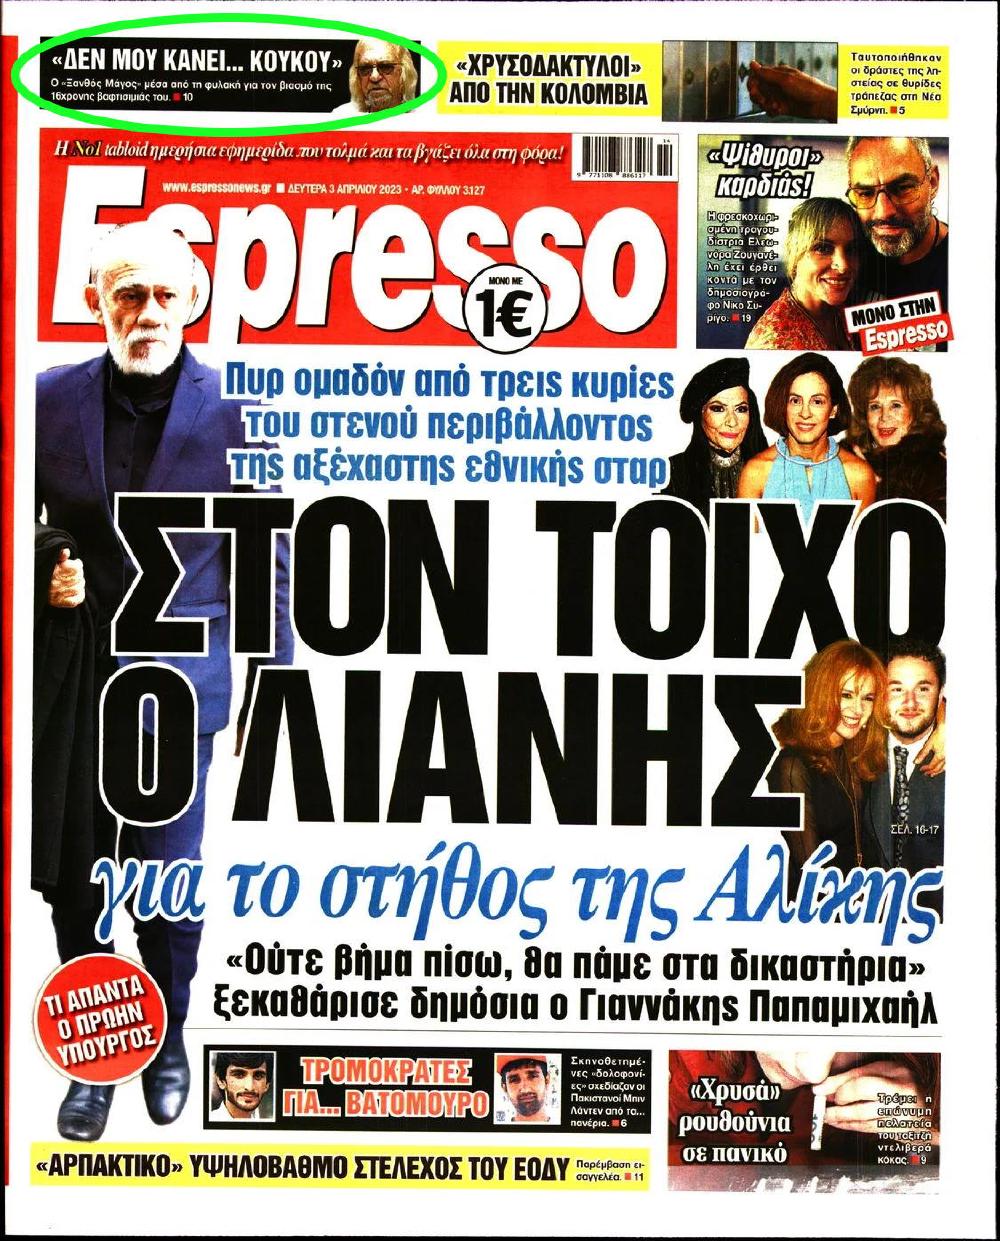 «ΔΕΝ ΜΟΥ ΚΑΝΕΙ... ΚΟΥΚΟΥ»
Ο «Ξανθός Μάγος» μέσα από τη φυλακή για τον βιασμό της
16χρονης βαφτισιμιάς του. 10
«ΧΡΥΣΟΔΑΚΤΥΛΟΙ»
ΑΠΟ ΤΗΝ ΚΟΛΟΜΒΙΑ
Ταυτοποιήθηκαν
οι δράστες της λη-
στείας σε θυρίδες
τράπεζας στη Νέα
Σμύρνη. 5
Η Νο1 tabloid ημερήσια εφημερίδα που τολμά και τα βγάζει όλα στη φόρα!
14
9 771108 886117
www.espressonews.gr ΔΕΥΤΕΡΑ 3 ΑΠΡΙΛΙΟΥ 2023 • ΑΡ. ΦΥΛΛΟΥ 3.127
Espresso
ΜΟΝΟ ΜΕ
1€
«Ψίθυροι»
καρδιάς!
Η φρεσκοχωρι-
σμένη τραγου-
δίστρια Ελεω-
νόρα Ζουγανέ-
λη έχει έρθει
κοντά με τον
δημοσιογρά-
φο Νίκο Συ-
ρίγο. 19
ΜΟΝΟ ΣΤΗΝ
Espresso
Πυρ ομαδόν από τρεις κυρίες
του στενού περιβάλλοντος
της αξέχαστης εθνικής σταρ
ΣΤΟΝ ΤΟΙΧΟ
Ο ΛΙΑΝΗΣ
ΣΕΛ. 16-17
για το στήθος της Αλίκης
«Ούτε βήμα πίσω, θα πάμε στα δικαστήρια»
ξεκαθάρισε δημόσια ο Γιαννάκης Παπαμιχαήλ
ΤΙ ΑΠΑΝΤΑ
Ο ΠΡΩΗΝ
ΥΠΟΥΡΓΟΣ
ΤΡΟΜΟΚΡΑΤΕΣ
ΓΙΑ... ΒΑΤΟΜΟΥΡΟ
Σκηνοθετημέ-
νες «δολοφονί-
ες» σχεδίαζαν οι
Πακιστανοί Μπιν
Λάντεν από τα...
πονέρια. 6
«Χρυσά»
ρουθούνια
σε πανικό
Τρέμει η
επώνυμη
πελατεία
του ταξιτζή
ντελιβερά
κόκας. 9
«ΑΡΠΑΚΤΙΚΟ» ΥΨΗΛΟΒΑΘΜΟ ΣΤΕΛΕΧΟΣ ΤΟΥ ΕΟΔΥ
Παρέμβαση ει-
σαγγελέα. 11